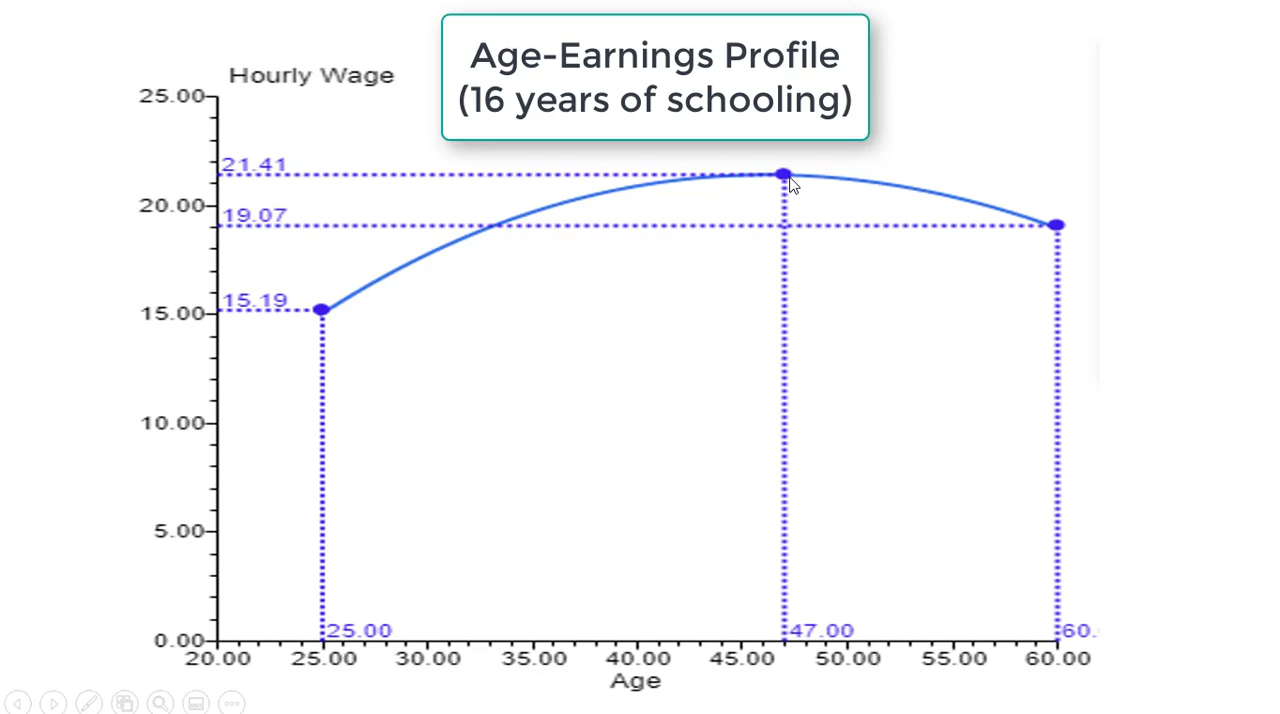 Age-Earnings Profile
(16 years of schooling)
Hourly Wage
25.00
21.41
20.00
19.07
15.19
15.00
10.00
5.00
25.00 47.00 60.
0.00
20.00 25.00 30.00 35.00 40.00 45.00 50.00 55.00 60.00
Age